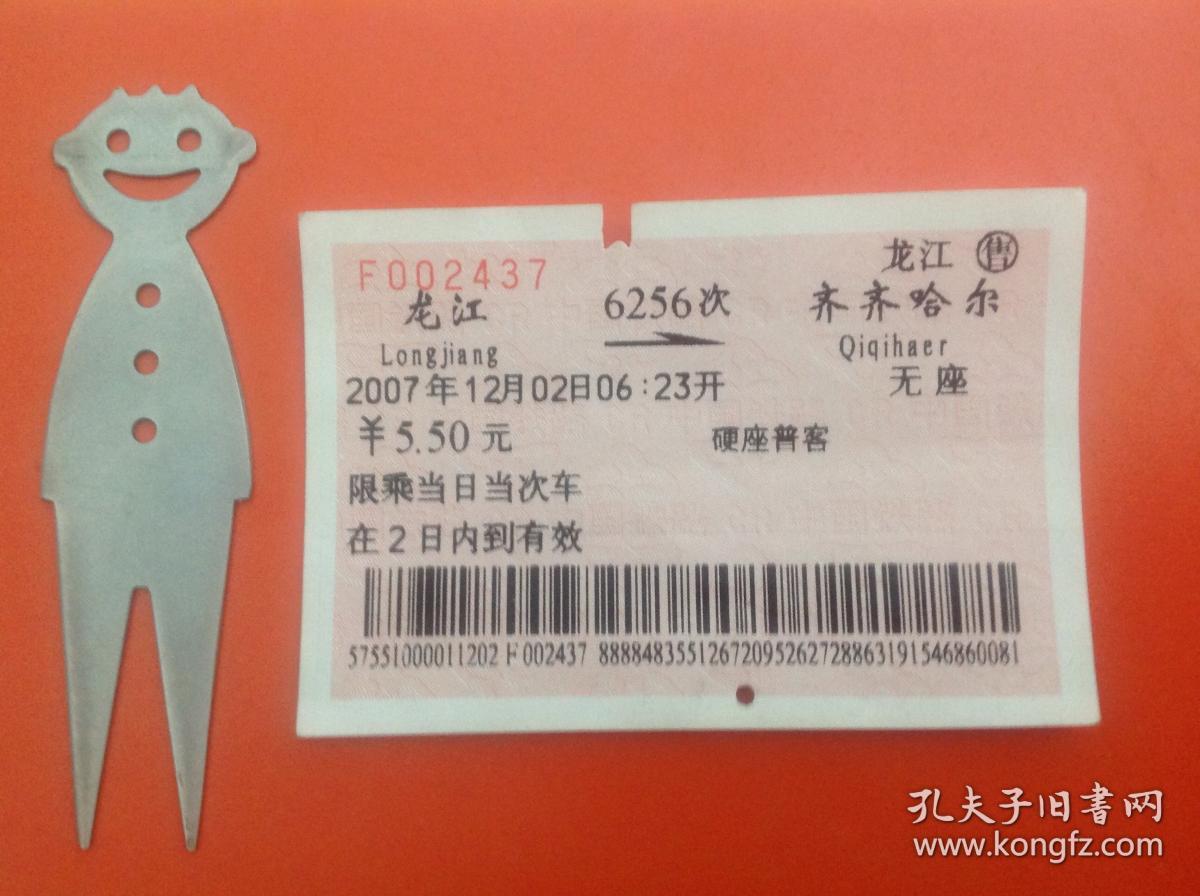 F002437
龙江 ㊝售
龙江 6256次 齐齐哈尔
Longjiang Qiqihaer
2007年12月02日06:23开 无座
¥5.50元 硬座普客
限乘当日当次车
在2日内到有效
57551000011202 F002437 88884835512672095262728863191546860081
孔夫子旧书网
www.kongfz.com